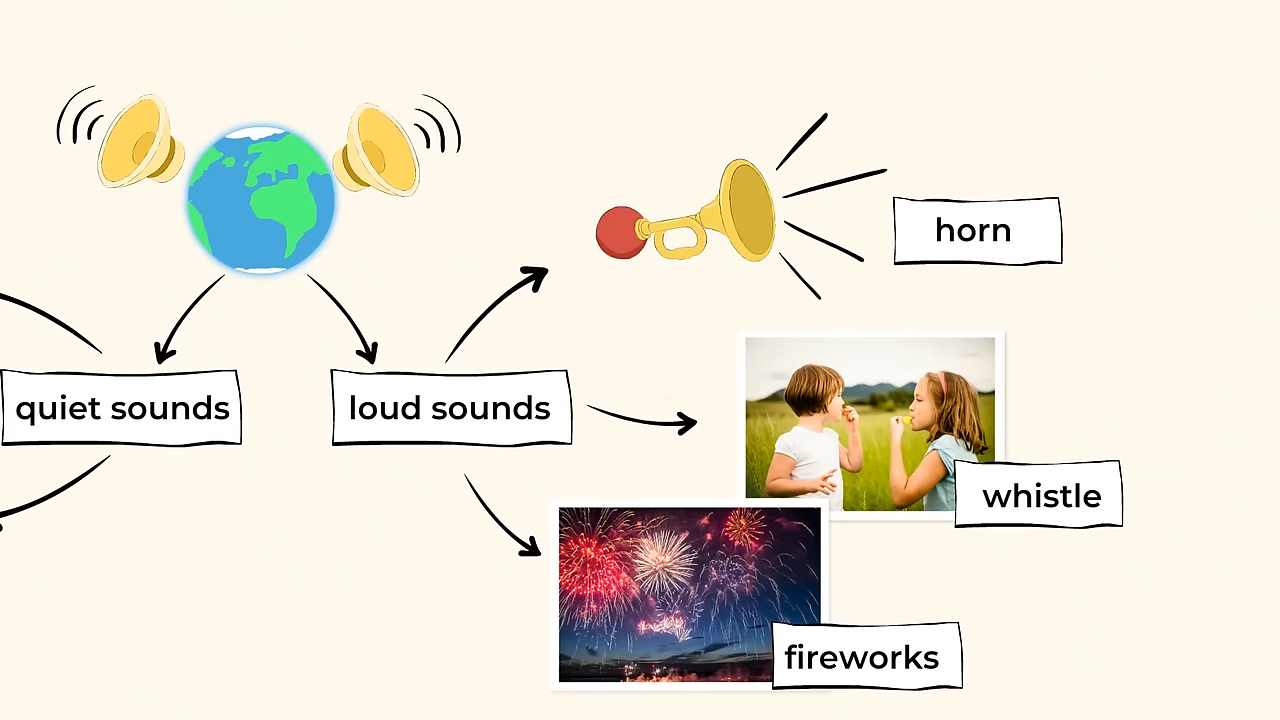 horn
quiet sounds
loud sounds
whistle
fireworks